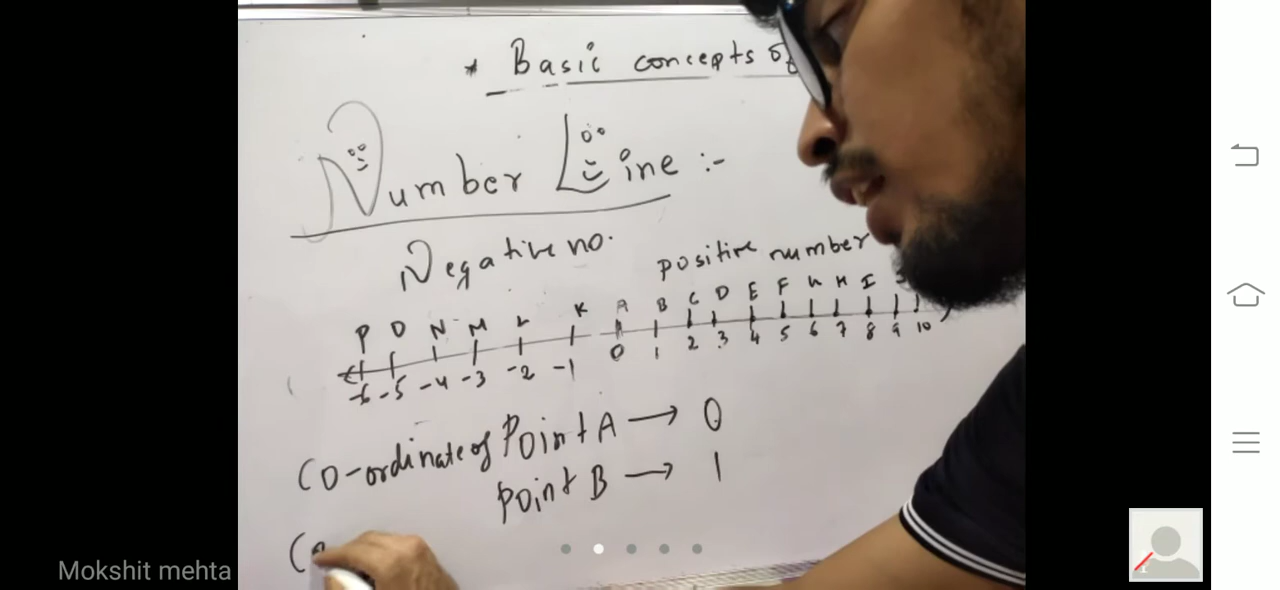 * Basic concepts of
Number Line :-
Negative no.
positive number
P O N M L K A B C D E F G H I J
-6 -5 -4 -3 -2 -1 0 1 2 3 4 5 6 7 8 9 10
Co-ordinate of Point A → 0
Point B → 1
Co
Mokshit mehta